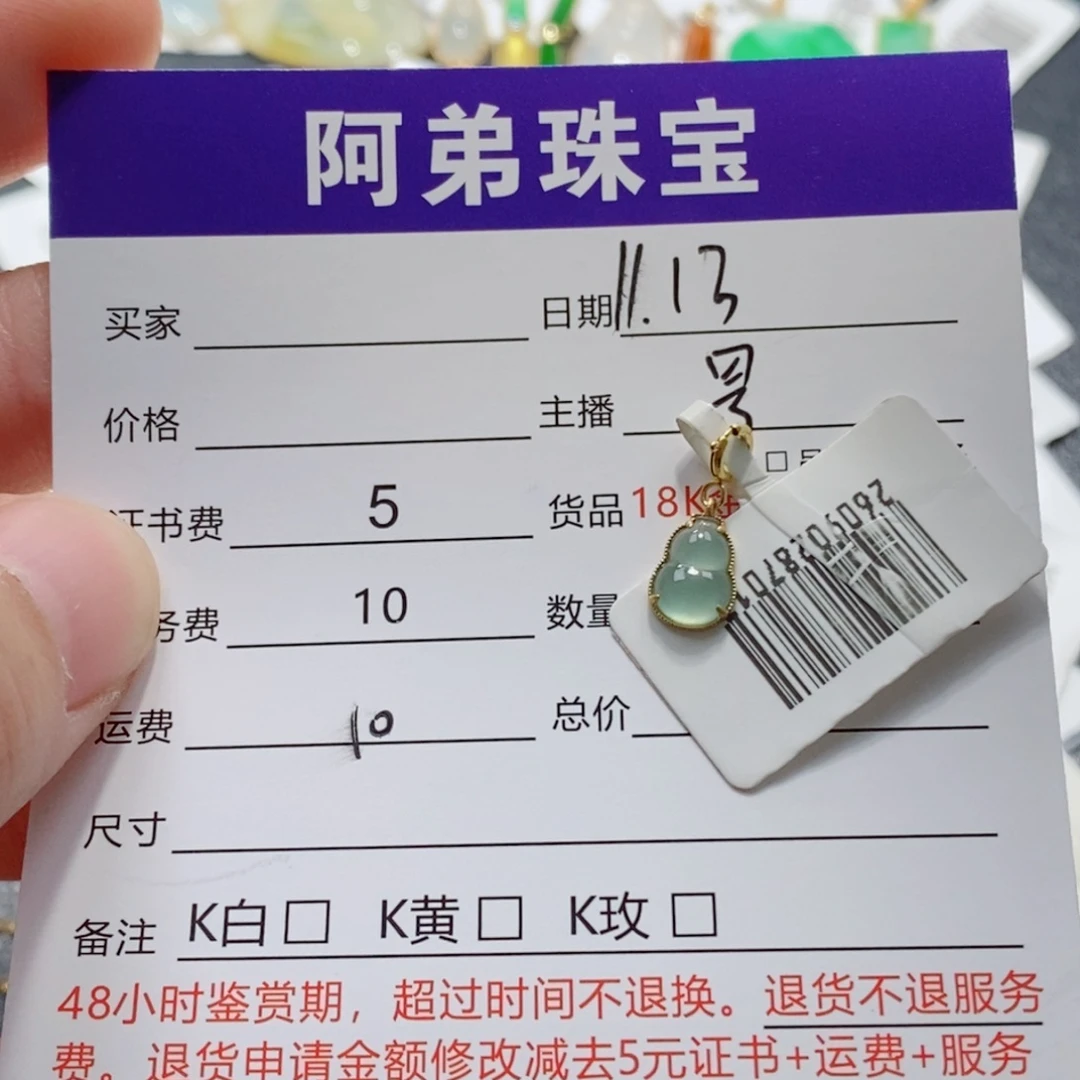 阿弟珠宝
买家 日期 11.13
价格 主播
证书费 5 货品 18K
务费 10 数量
运费 10 总价
尺寸
备注 K白□ K黄□ K玫□
48小时鉴赏期，超过时间不退换。退货不退服务
费。退货申请金额修改减去5元证书+运费+服务